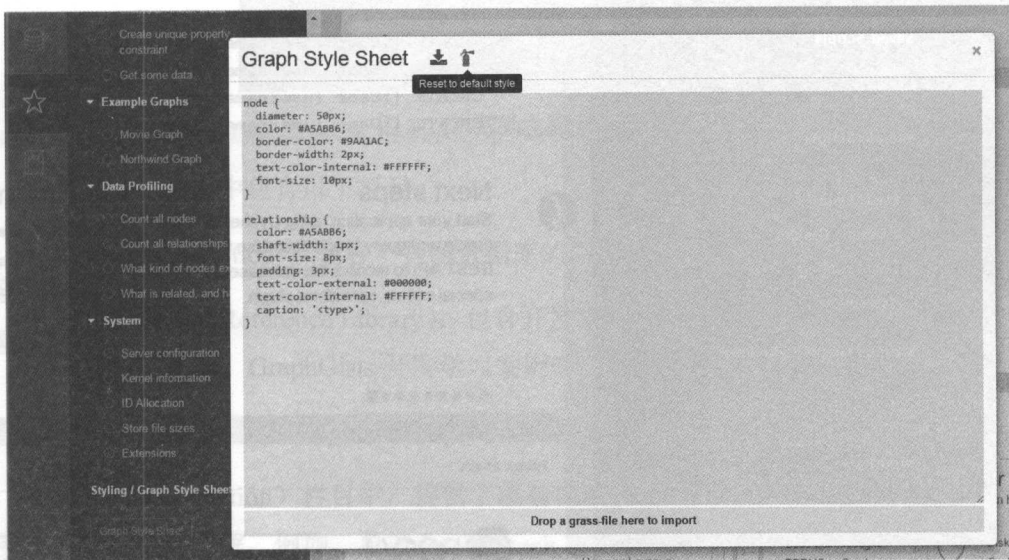 Create unique property
constraint
Get some data
Example Graphs
Movie Graph
Northwind Graph
Data Profiling
Count all nodes
Count all relationships
What kind of nodes ex
What is related, and h
System
Server configuration
Kernel information
ID Allocation
Store file sizes
Extensions
Styling / Graph Style Sheet
Graph Style Sheet
Graph Style Sheet
×
Reset to default style
node {
  diameter: 50px;
  color: #A5ABB6;
  border-color: #9AA1AC;
  border-width: 2px;
  text-color-internal: #FFFFFF;
  font-size: 10px;
}
relationship {
  color: #A5ABB6;
  shaft-width: 1px;
  font-size: 8px;
  padding: 3px;
  text-color-external: #000000;
  text-color-internal: #FFFFFF;
  caption: '<type>';
}
Drop a grass-file here to import